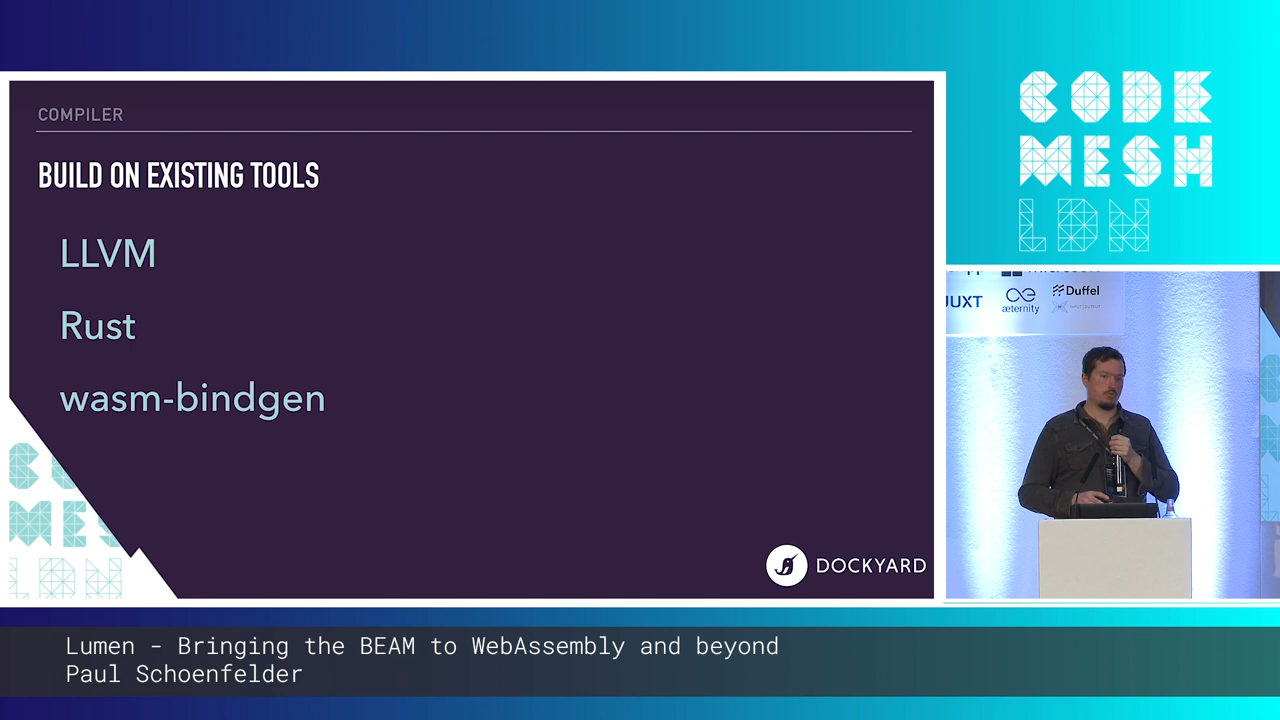 COMPILER
BUILD ON EXISTING TOOLS
LLVM
Rust
wasm-bindgen
DOCKYARD
CODE
MESH
LDN
JUXT
æternity
Duffel
Lumen - Bringing the BEAM to WebAssembly and beyond
Paul Schoenfelder